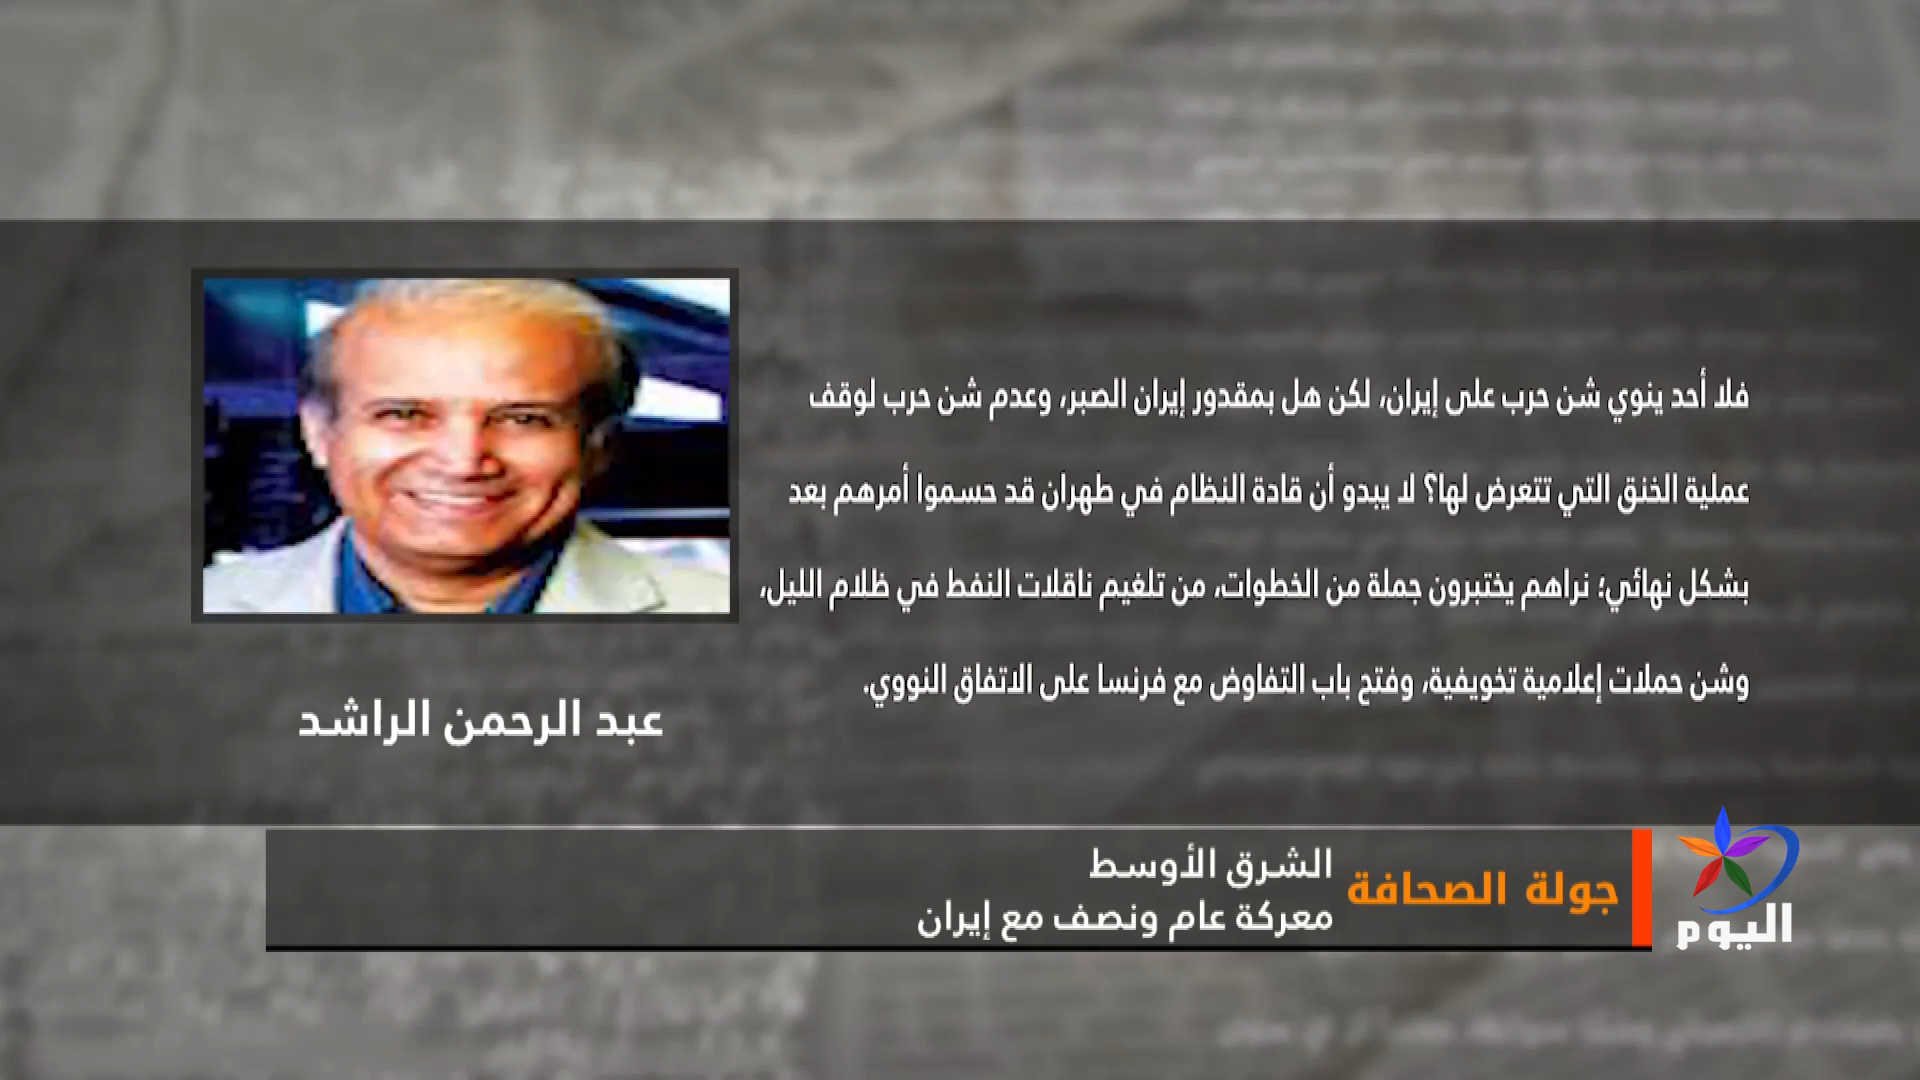 فلا أحد ينوي شن حرب على إيران، لكن هل بمقدور إيران الصبر، وعدم شن حرب لوقف
عملية الخنق التي تتعرض لها؟ لا يبدو أن قادة النظام في طهران قد حسموا أمرهم بعد
بشكل نهائي؛ نراهم يختبرون جملة من الخطوات، من تلغيم ناقلات النفط في ظلام الليل،
وشن حملات إعلامية تخويفية، وفتح باب التفاوض مع فرنسا على الاتفاق النووي.
عبد الرحمن الراشد
جولة الصحافة
الشرق الأوسط
معركة عام ونصف مع إيران
اليوم